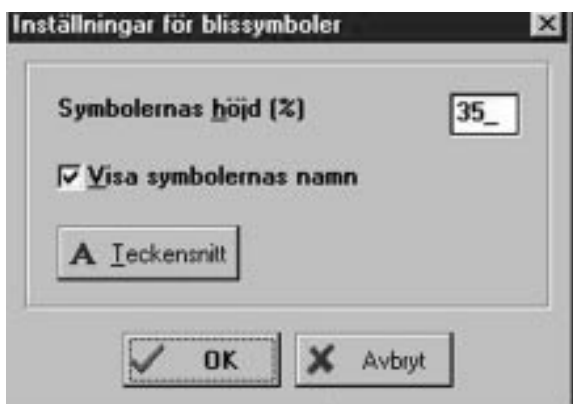 Inställningar för blissymboler
Symbolernas höjd (%) 35_
Visa symbolernas namn
A Teckensnitt
OK Avbryt